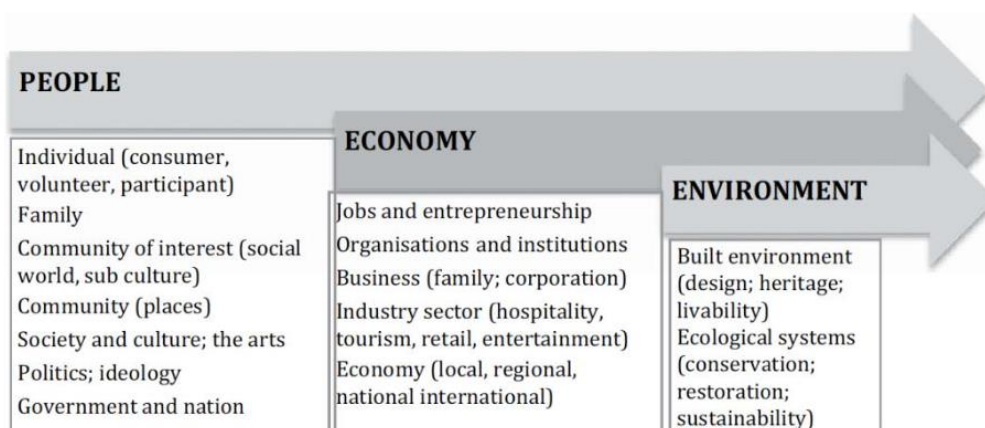 PEOPLE
Individual (consumer,
volunteer, participant)
Family
Community of interest (social
world, sub culture)
Community (places)
Society and culture; the arts
Politics; ideology
Government and nation
ECONOMY
Jobs and entrepreneurship
Organisations and institutions
Business (family; corporation)
Industry sector (hospitality,
tourism, retail, entertainment)
Economy (local, regional,
national international)
ENVIRONMENT
Built environment
(design; heritage;
livability)
Ecological systems
(conservation;
restoration;
sustainability)